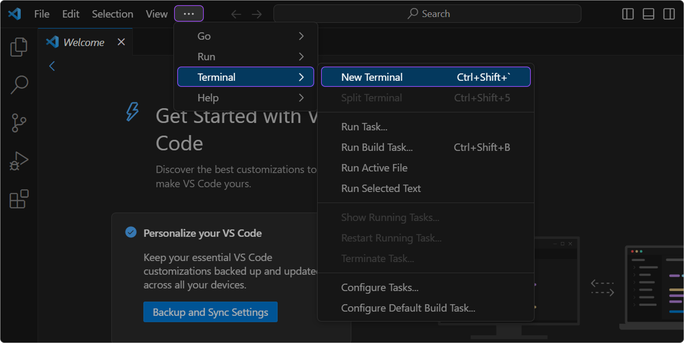 File Edit Selection View ... Search
Welcome
Go
Run
Terminal
Help
New Terminal Ctrl+Shift+`
Split Terminal Ctrl+Shift+5
Run Task...
Run Build Task... Ctrl+Shift+B
Run Active File
Run Selected Text
Show Running Tasks...
Restart Running Task...
Terminate Task...
Configure Tasks...
Configure Default Build Task...
Get Started with VS
Code
Discover the best customizations to
make VS Code yours.
Personalize your VS Code
Keep your essential VS Code
customizations backed up and updated
across all your devices.
Backup and Sync Settings